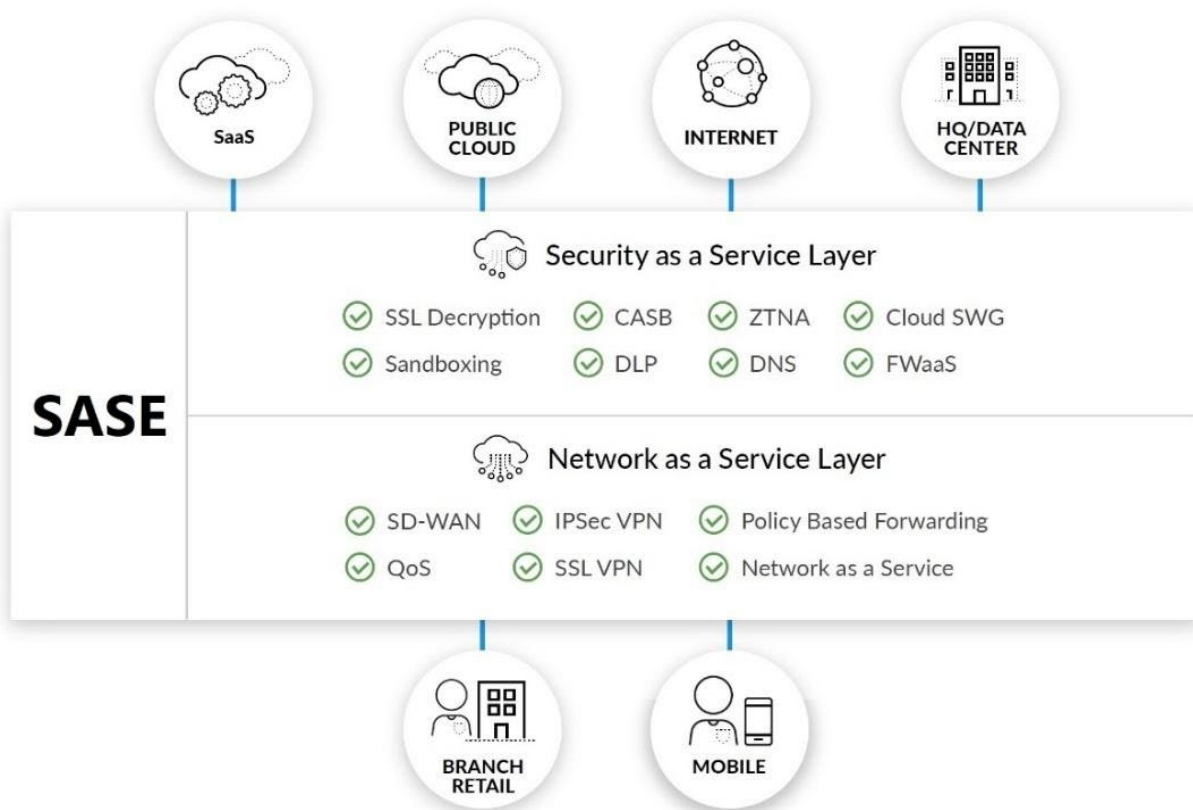 SaaS
PUBLIC
CLOUD
INTERNET
HQ/DATA
CENTER
SASE
Security as a Service Layer
SSL Decryption
CASB
ZTNA
Cloud SWG
Sandboxing
DLP
DNS
FWaaS
Network as a Service Layer
SD-WAN
IPSec VPN
Policy Based Forwarding
QoS
SSL VPN
Network as a Service
BRANCH
RETAIL
MOBILE